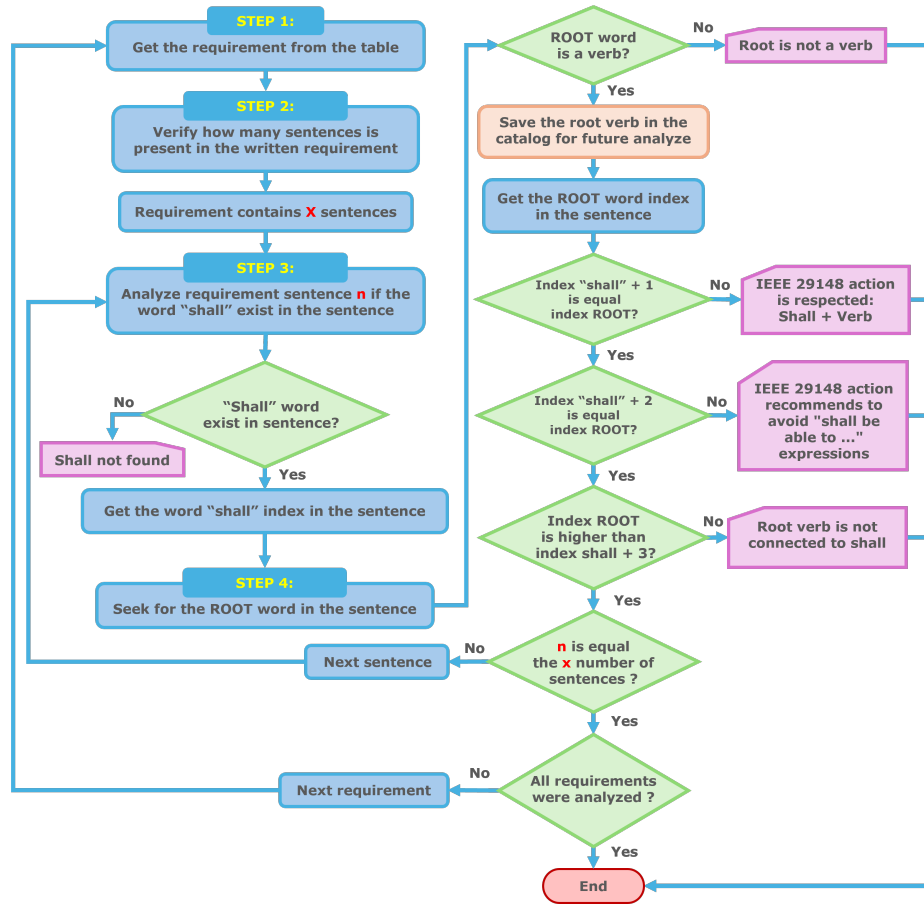 STEP 1:
Get the requirement from the table
STEP 2:
Verify how many sentences is
present in the written requirement
Requirement contains X sentences
STEP 3:
Analyze requirement sentence n if the
word “shall” exist in the sentence
“Shall” word
exist in sentence?
No
Shall not found
Yes
Get the word “shall” index in the sentence
STEP 4:
Seek for the ROOT word in the sentence
ROOT word
is a verb?
No
Root is not a verb
Yes
Save the root verb in the
catalog for future analyze
Get the ROOT word index
in the sentence
Index “shall” + 1
is equal
index ROOT?
No
IEEE 29148 action
is respected:
Shall + Verb
Yes
Index “shall” + 2
is equal
index ROOT?
No
IEEE 29148 action
recommends to
avoid "shall be
able to ..."
expressions
Yes
Index ROOT
is higher than
index shall + 3?
No
Root verb is not
connected to shall
Yes
n is equal
the x number of
sentences ?
No
Next sentence
Yes
All requirements
were analyzed ?
No
Next requirement
Yes
End